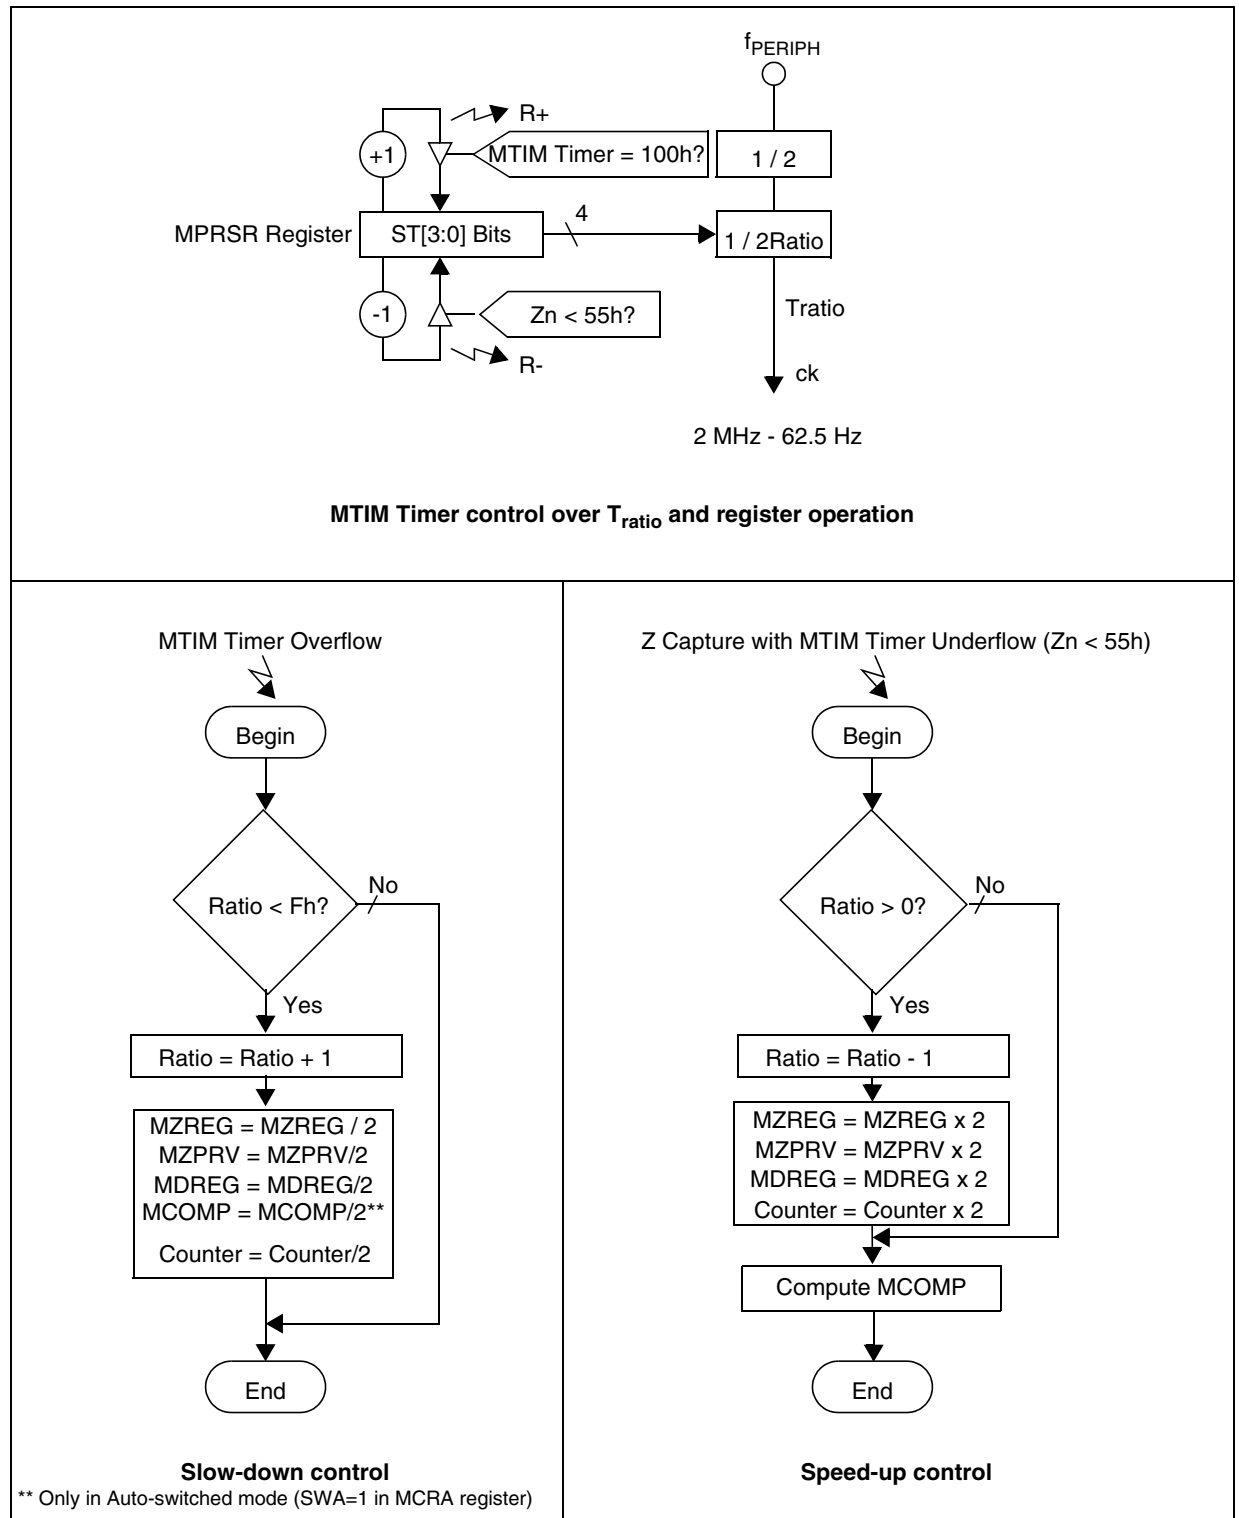 fPERIPH
R+
+1
MTIM Timer = 100h?
1 / 2
4
MPRSR Register
ST[3:0] Bits
1 / 2Ratio
-1
Zn < 55h?
Tratio
R-
ck
2 MHz - 62.5 Hz
MTIM Timer control over Tratio and register operation
MTIM Timer Overflow
Begin
Ratio < Fh?
No
Yes
Ratio = Ratio + 1
MZREG = MZREG / 2
MZPRV = MZPRV/2
MDREG = MDREG/2
MCOMP = MCOMP/2**
Counter = Counter/2
End
Slow-down control
** Only in Auto-switched mode (SWA=1 in MCRA register)
Z Capture with MTIM Timer Underflow (Zn < 55h)
Begin
Ratio > 0?
No
Yes
Ratio = Ratio - 1
MZREG = MZREG x 2
MZPRV = MZPRV x 2
MDREG = MDREG x 2
Counter = Counter x 2
Compute MCOMP
End
Speed-up control